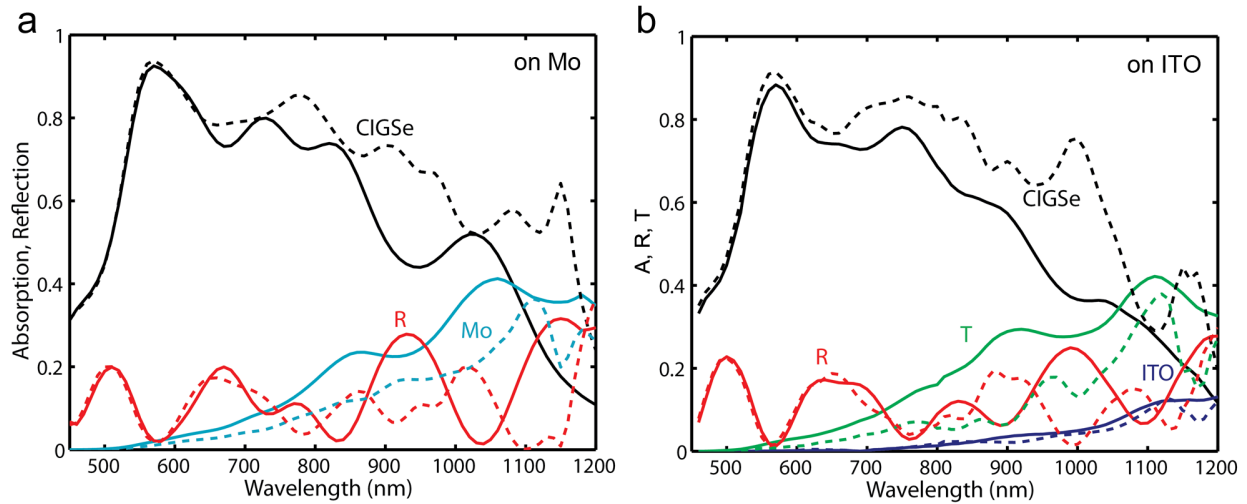 a
b
1
0.8
0.6
0.4
0.2
0
Absorption, Reflection
on Mo
CIGSe
R
Mo
500 600 700 800 900 1000 1100 1200
Wavelength (nm)
1
0.8
0.6
0.4
0.2
0
A, R, T
on ITO
CIGSe
T
R
ITO
500 600 700 800 900 1000 1100 1200
Wavelength (nm)